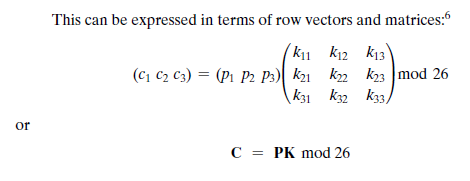 This can be expressed in terms of row vectors and matrices:⁶
k₁₁ k₁₂ k₁₃
(c₁ c₂ c₃) = (p₁ p₂ p₃)( k₂₁ k₂₂ k₂₃ ) mod 26
k₃₁ k₃₂ k₃₃
or
C = PK mod 26